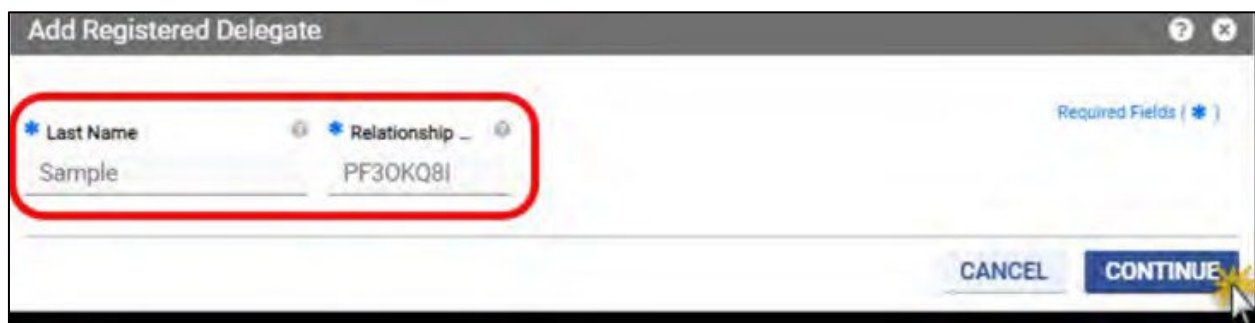 Add Registered Delegate
Required Fields ( * )
* Last Name * Relationship ...
Sample PF3OKQ8I
CANCEL CONTINUE